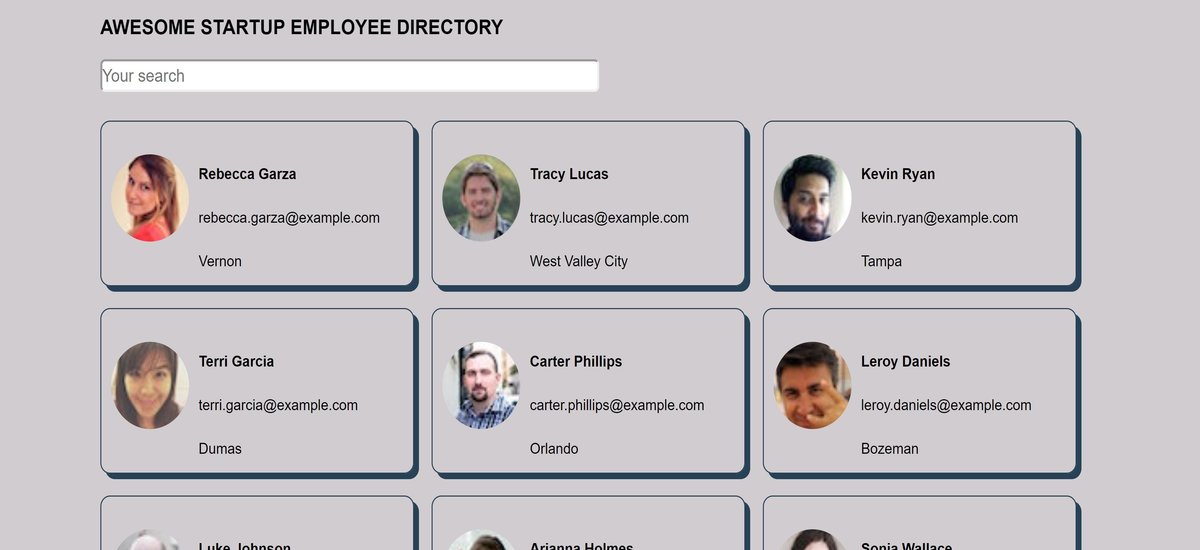 AWESOME STARTUP EMPLOYEE DIRECTORY
Your search
Rebecca Garza
rebecca.garza@example.com
Vernon
Tracy Lucas
tracy.lucas@example.com
West Valley City
Kevin Ryan
kevin.ryan@example.com
Tampa
Terri Garcia
terri.garcia@example.com
Dumas
Carter Phillips
carter.phillips@example.com
Orlando
Leroy Daniels
leroy.daniels@example.com
Bozeman
Luke Johnson
Arianna Holmes
Sonia Wallace